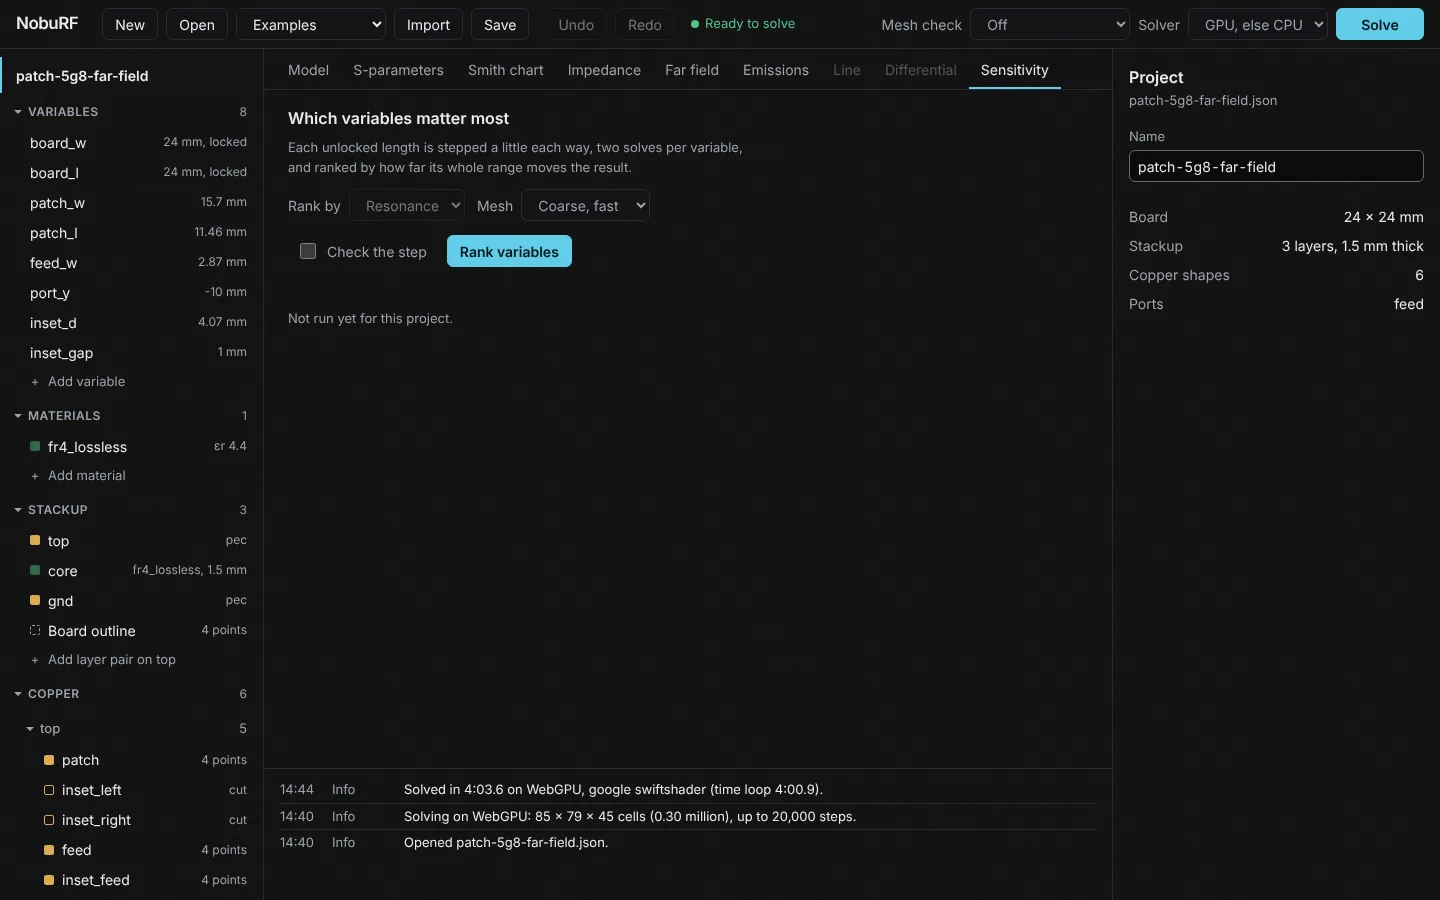 NobuRF New Open Examples Import Save Undo Redo Ready to solve Mesh check Off Solver GPU, else CPU Solve
patch-5g8-far-field
VARIABLES 8
board_w 24 mm, locked
board_l 24 mm, locked
patch_w 15.7 mm
patch_l 11.46 mm
feed_w 2.87 mm
port_y -10 mm
inset_d 4.07 mm
inset_gap 1 mm
+ Add variable
MATERIALS 1
fr4_lossless εr 4.4
+ Add material
STACKUP 3
top pec
core fr4_lossless, 1.5 mm
gnd pec
Board outline 4 points
+ Add layer pair on top
COPPER 6
top 5
patch 4 points
inset_left cut
inset_right cut
feed 4 points
inset_feed 4 points
Model S-parameters Smith chart Impedance Far field Emissions Line Differential Sensitivity
Which variables matter most
Each unlocked length is stepped a little each way, two solves per variable,
and ranked by how far its whole range moves the result.
Rank by Resonance Mesh Coarse, fast
Check the step Rank variables
Not run yet for this project.
14:44 Info Solved in 4:03.6 on WebGPU, google swiftshader (time loop 4:00.9).
14:40 Info Solving on WebGPU: 85 × 79 × 45 cells (0.30 million), up to 20,000 steps.
14:40 Info Opened patch-5g8-far-field.json.
Project
patch-5g8-far-field.json
Name
patch-5g8-far-field
Board 24 × 24 mm
Stackup 3 layers, 1.5 mm thick
Copper shapes 6
Ports feed